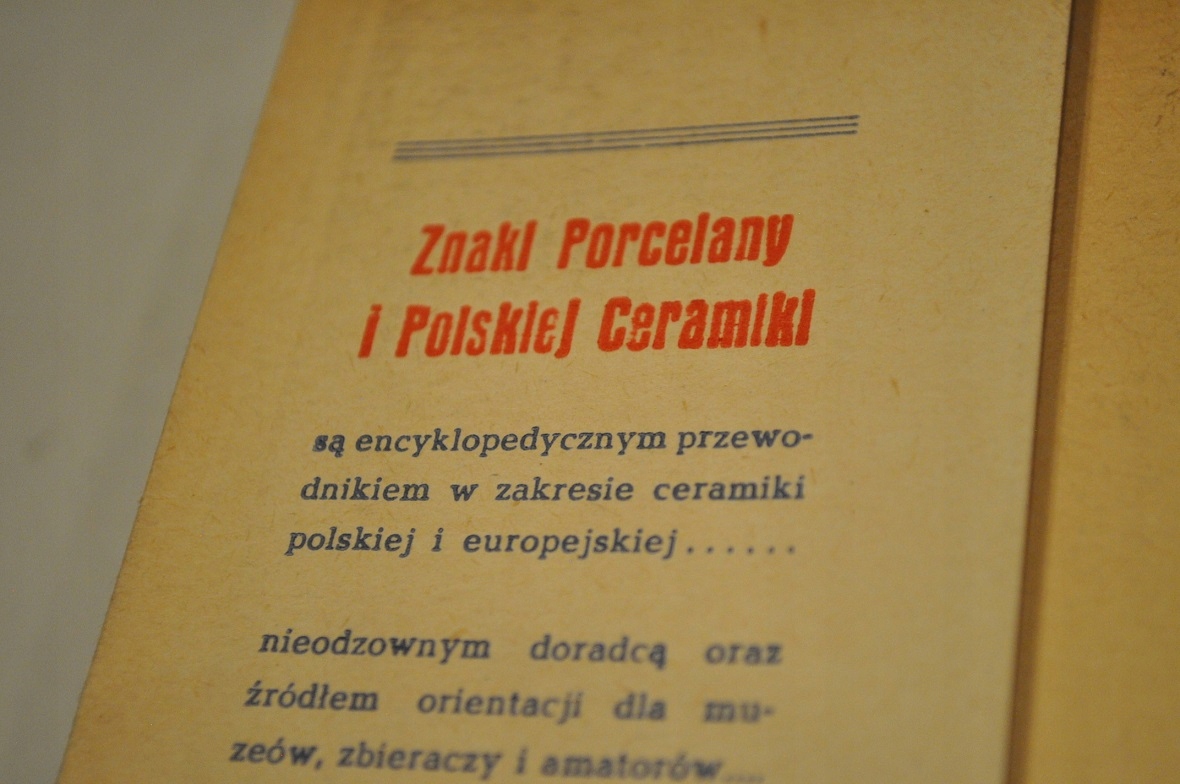 Znaki Porcelany
i Polskiej Ceramiki
są encyklopedycznym przewo-
dnikiem w zakresie ceramiki
polskiej i europejskiej......
nieodzownym doradcą oraz
źródłem orientacji dla mu-
zeów, zbieraczy i amatorów....